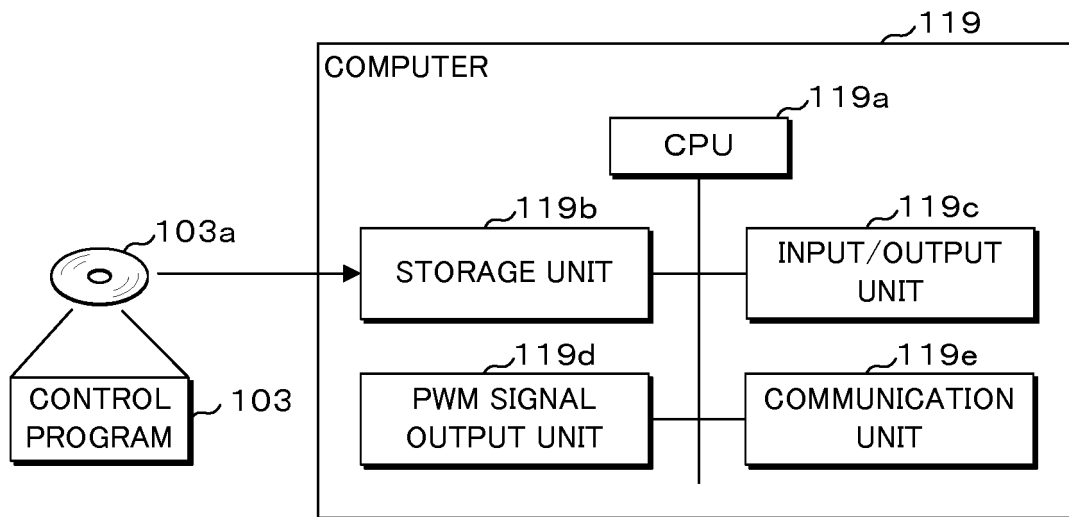 119
COMPUTER
119a
CPU
119b
STORAGE UNIT
119c
INPUT/OUTPUT
UNIT
103a
119d
PWM SIGNAL
OUTPUT UNIT
119e
COMMUNICATION
UNIT
CONTROL
PROGRAM
103